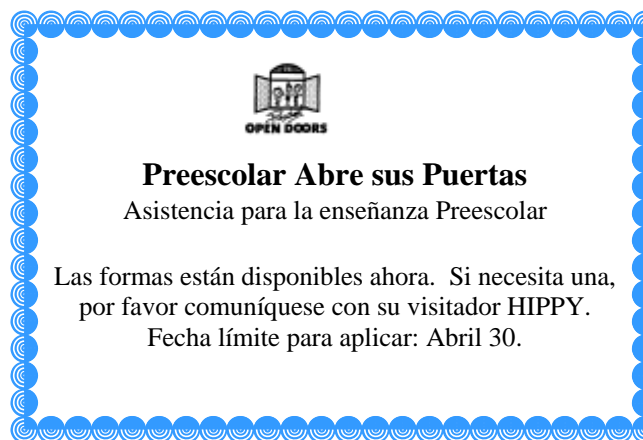 OPEN DOORS
Preescolar Abre sus Puertas
Asistencia para la enseñanza Preescolar
Las formas están disponibles ahora.  Si necesita una,
por favor comuníquese con su visitador HIPPY.
Fecha límite para aplicar: Abril 30.